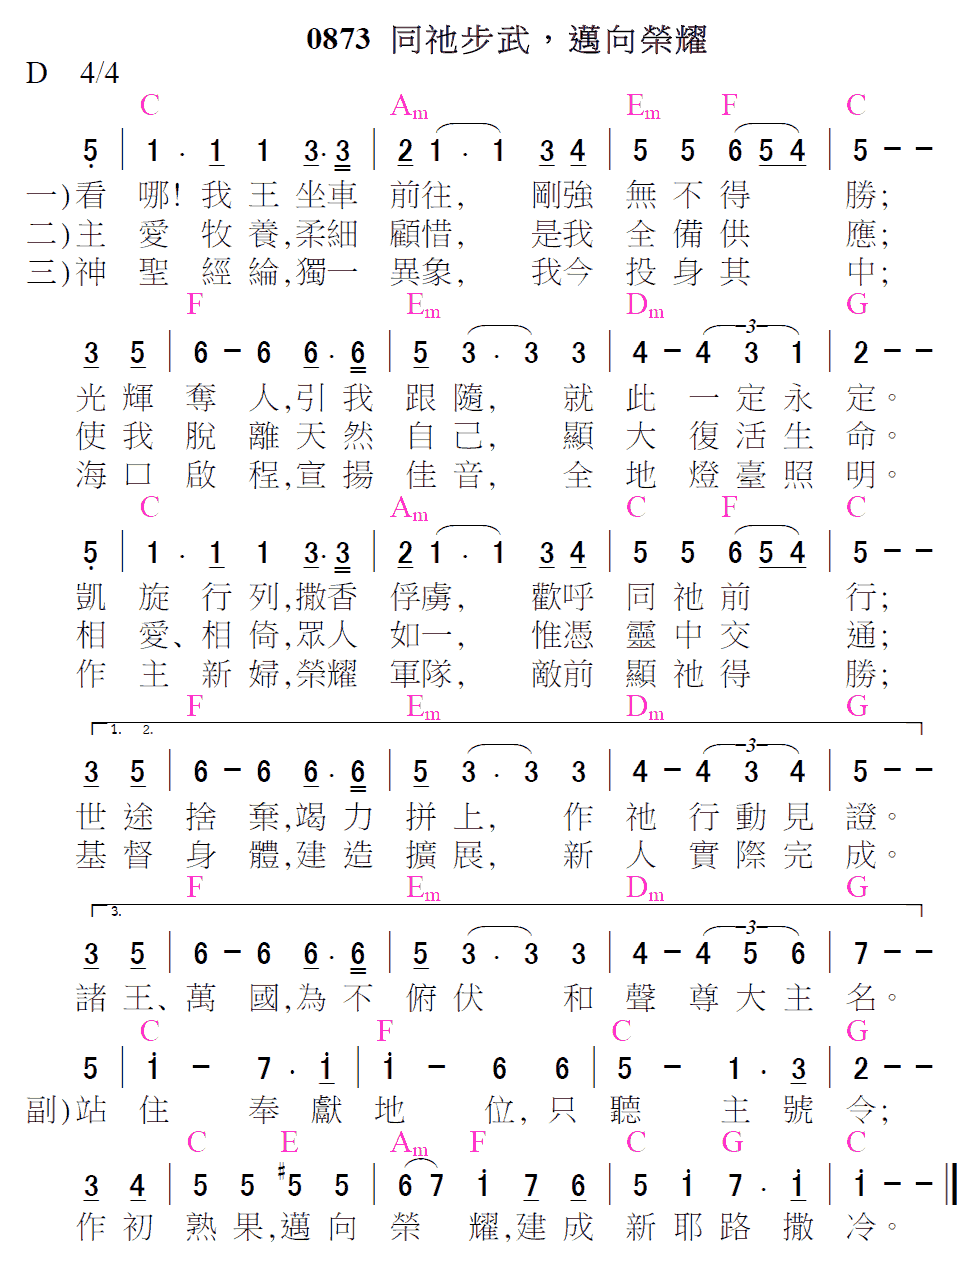 0873 同祂步武，邁向榮耀
D 4/4
C Am Em F C
5 | 1 . 1 1 3. 3 | 2 1 . 1 3 4 | 5 5 6 5 4 | 5 - -
一)看 哪! 我 王 坐車 前往, 剛強 無 不 得 勝;
二)主 愛 牧 養,柔細 顧惜, 是我 全 備 供 應;
三)神 聖 經 綸,獨一 異象, 我今 投 身 其 中;
F Em Dm G
3 5 | 6 - 6 6 . 6 | 5 3 . 3 3 | 4 - 4 3 1 | 2 - -
-3-
光 輝 奪 人,引 我 跟 隨, 就 此 一 定 永 定。
使 我 脫 離 天 然 自 己, 顯 大 復 活 生 命。
海 口 啟 程,宣 揚 佳 音, 全 地 燈 臺 照 明。
C Am C F C
5 | 1 . 1 1 3. 3 | 2 1 . 1 3 4 | 5 5 6 5 4 | 5 - -
凱 旋 行 列,撒香 俘虜, 歡呼 同 祂 前 行;
相 愛、相 倚,眾人 如一, 惟憑 靈 中 交 通;
作 主 新 婦,榮耀 軍隊, 敵前 顯 祂 得 勝;
F Em Dm G
1. 2.
-3-
3 5 | 6 - 6 6 . 6 | 5 3 . 3 3 | 4 - 4 3 4 | 5 - -
世 途 捨 棄,竭 力 拼 上, 作 祂 行 動 見 證。
基 督 身 體,建 造 擴 展, 新 人 實 際 完 成。
F Em Dm G
3.
-3-
3 5 | 6 - 6 6 . 6 | 5 3 . 3 3 | 4 - 4 5 6 | 7 - -
諸 王、萬 國,為 不 俯 伏 和 聲 尊 大 主 名。
C F C G
5 | i - 7 . i | i - 6 6 | 5 - 1 . 3 | 2 - -
副)站 住 奉 獻 地 位,只 聽 主 號 令;
C E Am F C G C
3 4 | 5 5 #5 5 | 6 7 i 7 6 | 5 i 7 . i | i - - ‖
作 初 熟 果,邁 向 榮 耀,建 成 新 耶 路 撒 冷。